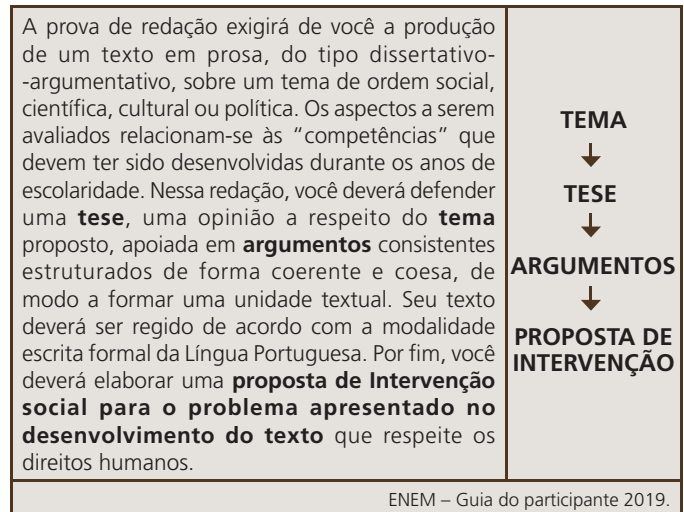 A prova de redação exigirá de você a produção
de um texto em prosa, do tipo dissertativo-
-argumentativo, sobre um tema de ordem social,
científica, cultural ou política. Os aspectos a serem
avaliados relacionam-se às “competências” que
devem ter sido desenvolvidas durante os anos de
escolaridade. Nessa redação, você deverá defender
uma tese, uma opinião a respeito do tema
proposto, apoiada em argumentos consistentes
estruturados de forma coerente e coesa, de
modo a formar uma unidade textual. Seu texto
deverá ser regido de acordo com a modalidade
escrita formal da Língua Portuguesa. Por fim, você
deverá elaborar uma proposta de Intervenção
social para o problema apresentado no
desenvolvimento do texto que respeite os
direitos humanos.
TEMA
↓
TESE
↓
ARGUMENTOS
↓
PROPOSTA DE
INTERVENÇÃO
ENEM – Guia do participante 2019.